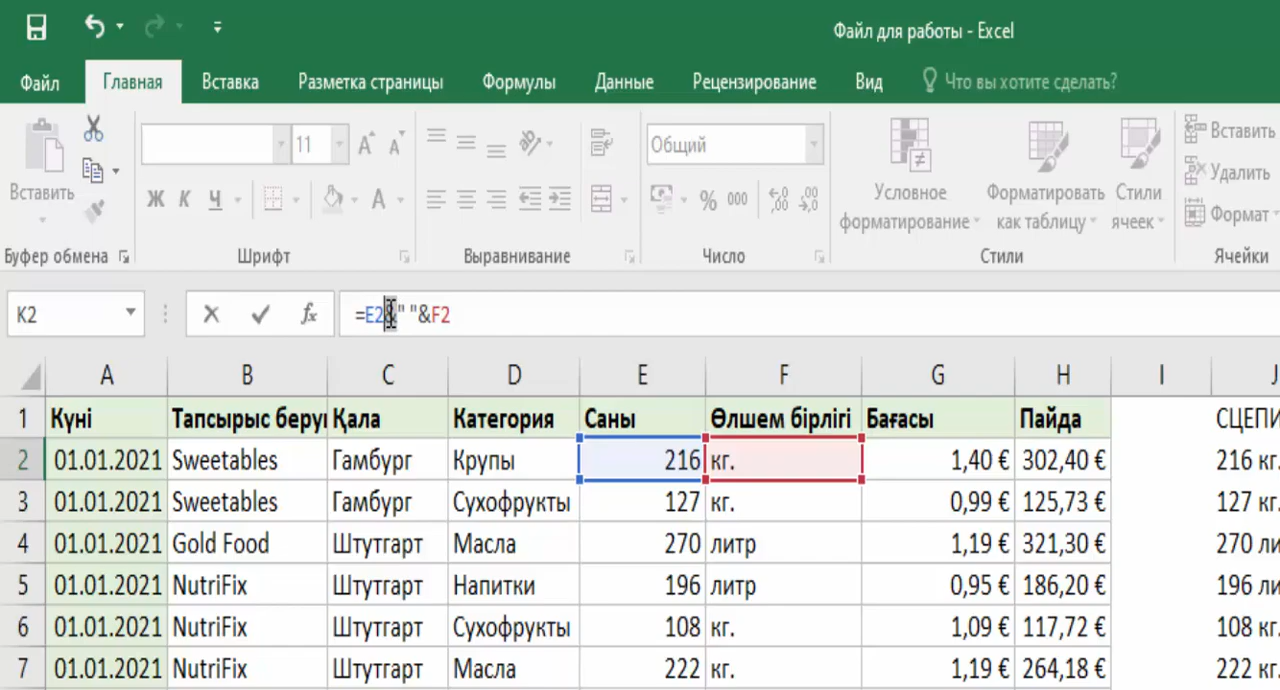 Файл для работы - Excel
Файл Главная Вставка Разметка страницы Формулы Данные Рецензирование Вид Что вы хотите сделать?
Вставить 11 Общий Условное форматирование Форматировать как таблицу Стили ячеек Вставить Удалить Формат
Ж К Ч А % 000
Буфер обмена Шрифт Выравнивание Число Стили Ячейки
K2 fx =E2&" "&F2
A B C D E F G H I J
1 Күні Тапсырыс беру Қала Категория Саны Өлшем бірлігі Бағасы Пайда СЦЕПИ
2 01.01.2021 Sweetables Гамбург Крупы 216 кг. 1,40 € 302,40 € 216 кг.
3 01.01.2021 Sweetables Гамбург Сухофрукты 127 кг. 0,99 € 125,73 € 127 кг.
4 01.01.2021 Gold Food Штутгарт Масла 270 литр 1,19 € 321,30 € 270 ли
5 01.01.2021 NutriFix Штутгарт Напитки 196 литр 0,95 € 186,20 € 196 ли
6 01.01.2021 NutriFix Штутгарт Сухофрукты 108 кг. 1,09 € 117,72 € 108 кг.
7 01.01.2021 NutriFix Штутгарт Масла 222 кг. 1,19 € 264,18 € 222 кг.